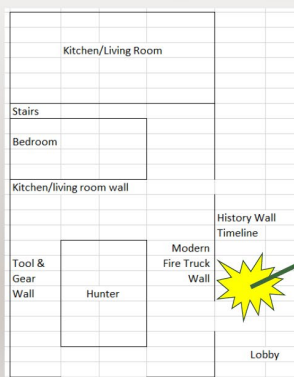 Kitchen/Living Room
Stairs
Bedroom
Kitchen/living room wall
History Wall
Timeline
Modern
Fire Truck
Wall
Tool &
Gear
Wall
Hunter
Lobby